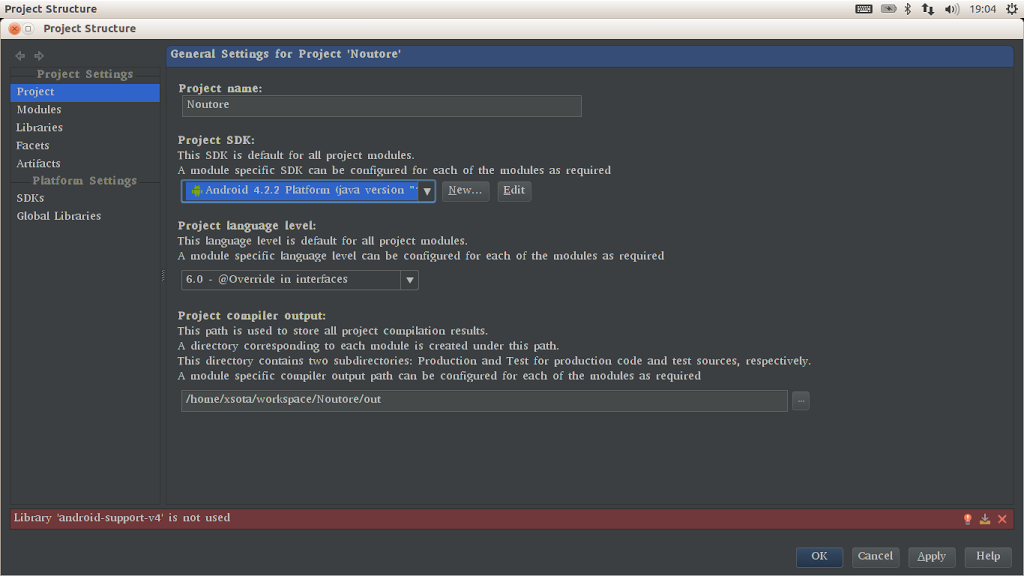 Project Structure
19:04
Project Structure
General Settings for Project 'Noutore'
Project Settings
Project
Modules
Libraries
Facets
Artifacts
Platform Settings
SDKs
Global Libraries
Project name:
Noutore
Project SDK:
This SDK is default for all project modules.
A module specific SDK can be configured for each of the modules as required
Android 4.2.2 Platform (java version "
New...
Edit
Project language level:
This language level is default for all project modules.
A module specific language level can be configured for each of the modules as required
6.0 - @Override in interfaces
Project compiler output:
This path is used to store all project compilation results.
A directory corresponding to each module is created under this path.
This directory contains two subdirectories: Production and Test for production code and test sources, respectively.
A module specific compiler output path can be configured for each of the modules as required
/home/xsota/workspace/Noutore/out
...
Library 'android-support-v4' is not used
OK
Cancel
Apply
Help